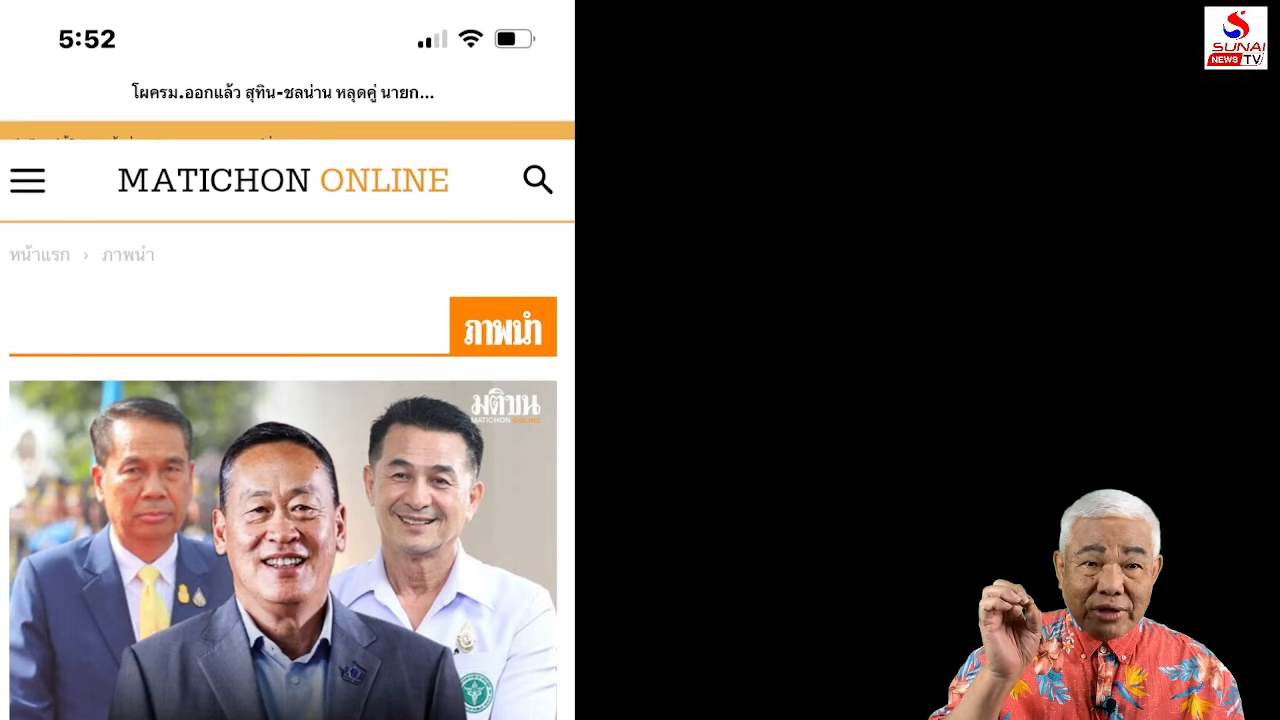 5:52
SUNAI
NEWS TV
โผครม.ออกแล้ว สุทิน-ชลน่าน หลุดคู่ นายก...
MATICHON ONLINE
หน้าแรก › ภาพนำ
ภาพนำ
มติชน
MATICHON ONLINE